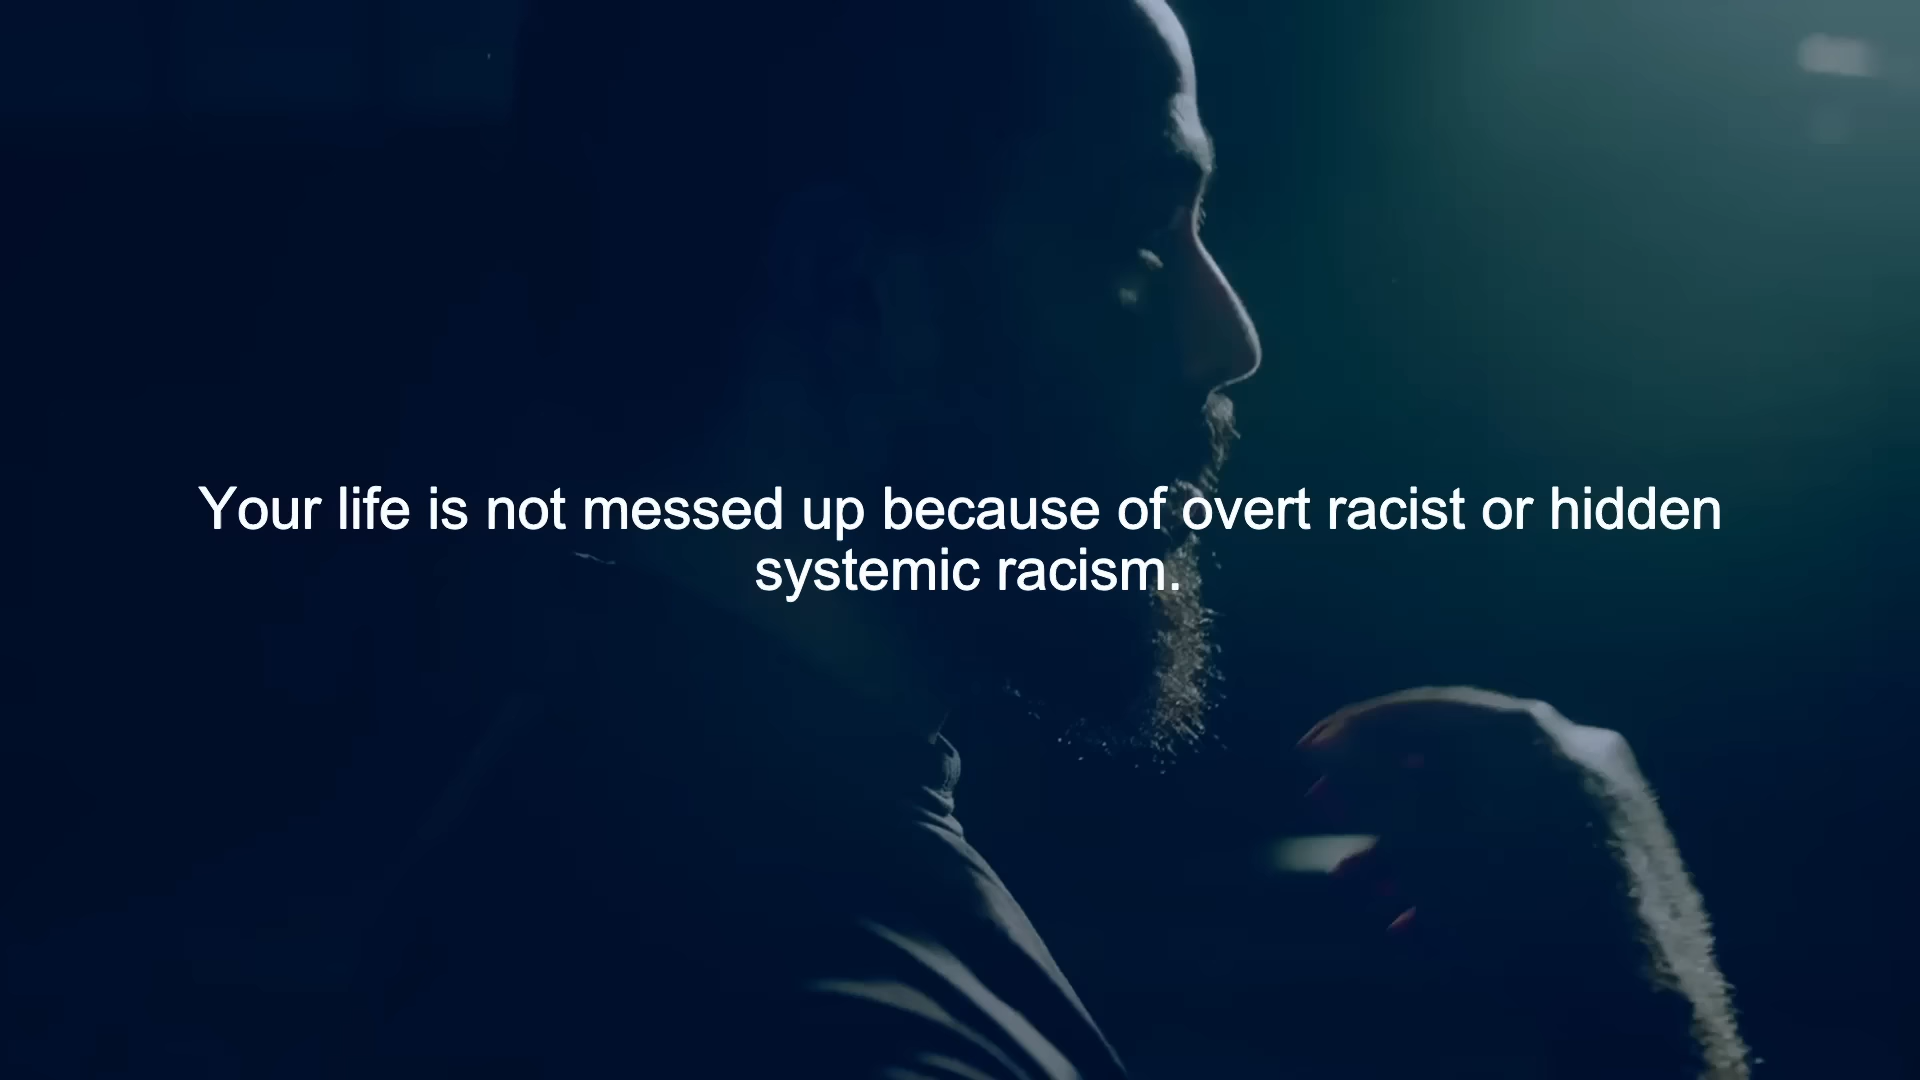 Your life is not messed up because of overt racist or hidden
systemic racism.